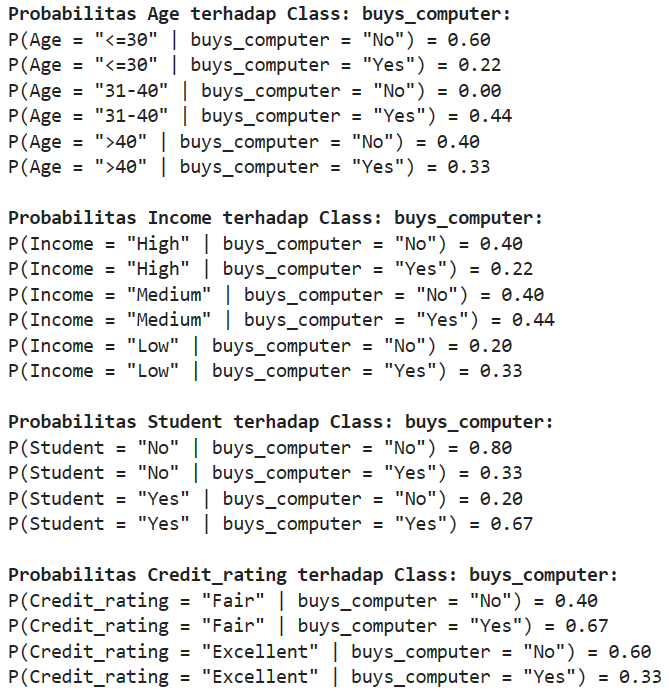 Probabilitas Age terhadap Class: buys_computer:
P(Age = "<=30" | buys_computer = "No") = 0.60
P(Age = "<=30" | buys_computer = "Yes") = 0.22
P(Age = "31-40" | buys_computer = "No") = 0.00
P(Age = "31-40" | buys_computer = "Yes") = 0.44
P(Age = ">40" | buys_computer = "No") = 0.40
P(Age = ">40" | buys_computer = "Yes") = 0.33
Probabilitas Income terhadap Class: buys_computer:
P(Income = "High" | buys_computer = "No") = 0.40
P(Income = "High" | buys_computer = "Yes") = 0.22
P(Income = "Medium" | buys_computer = "No") = 0.40
P(Income = "Medium" | buys_computer = "Yes") = 0.44
P(Income = "Low" | buys_computer = "No") = 0.20
P(Income = "Low" | buys_computer = "Yes") = 0.33
Probabilitas Student terhadap Class: buys_computer:
P(Student = "No" | buys_computer = "No") = 0.80
P(Student = "No" | buys_computer = "Yes") = 0.33
P(Student = "Yes" | buys_computer = "No") = 0.20
P(Student = "Yes" | buys_computer = "Yes") = 0.67
Probabilitas Credit_rating terhadap Class: buys_computer:
P(Credit_rating = "Fair" | buys_computer = "No") = 0.40
P(Credit_rating = "Fair" | buys_computer = "Yes") = 0.67
P(Credit_rating = "Excellent" | buys_computer = "No") = 0.60
P(Credit_rating = "Excellent" | buys_computer = "Yes") = 0.33